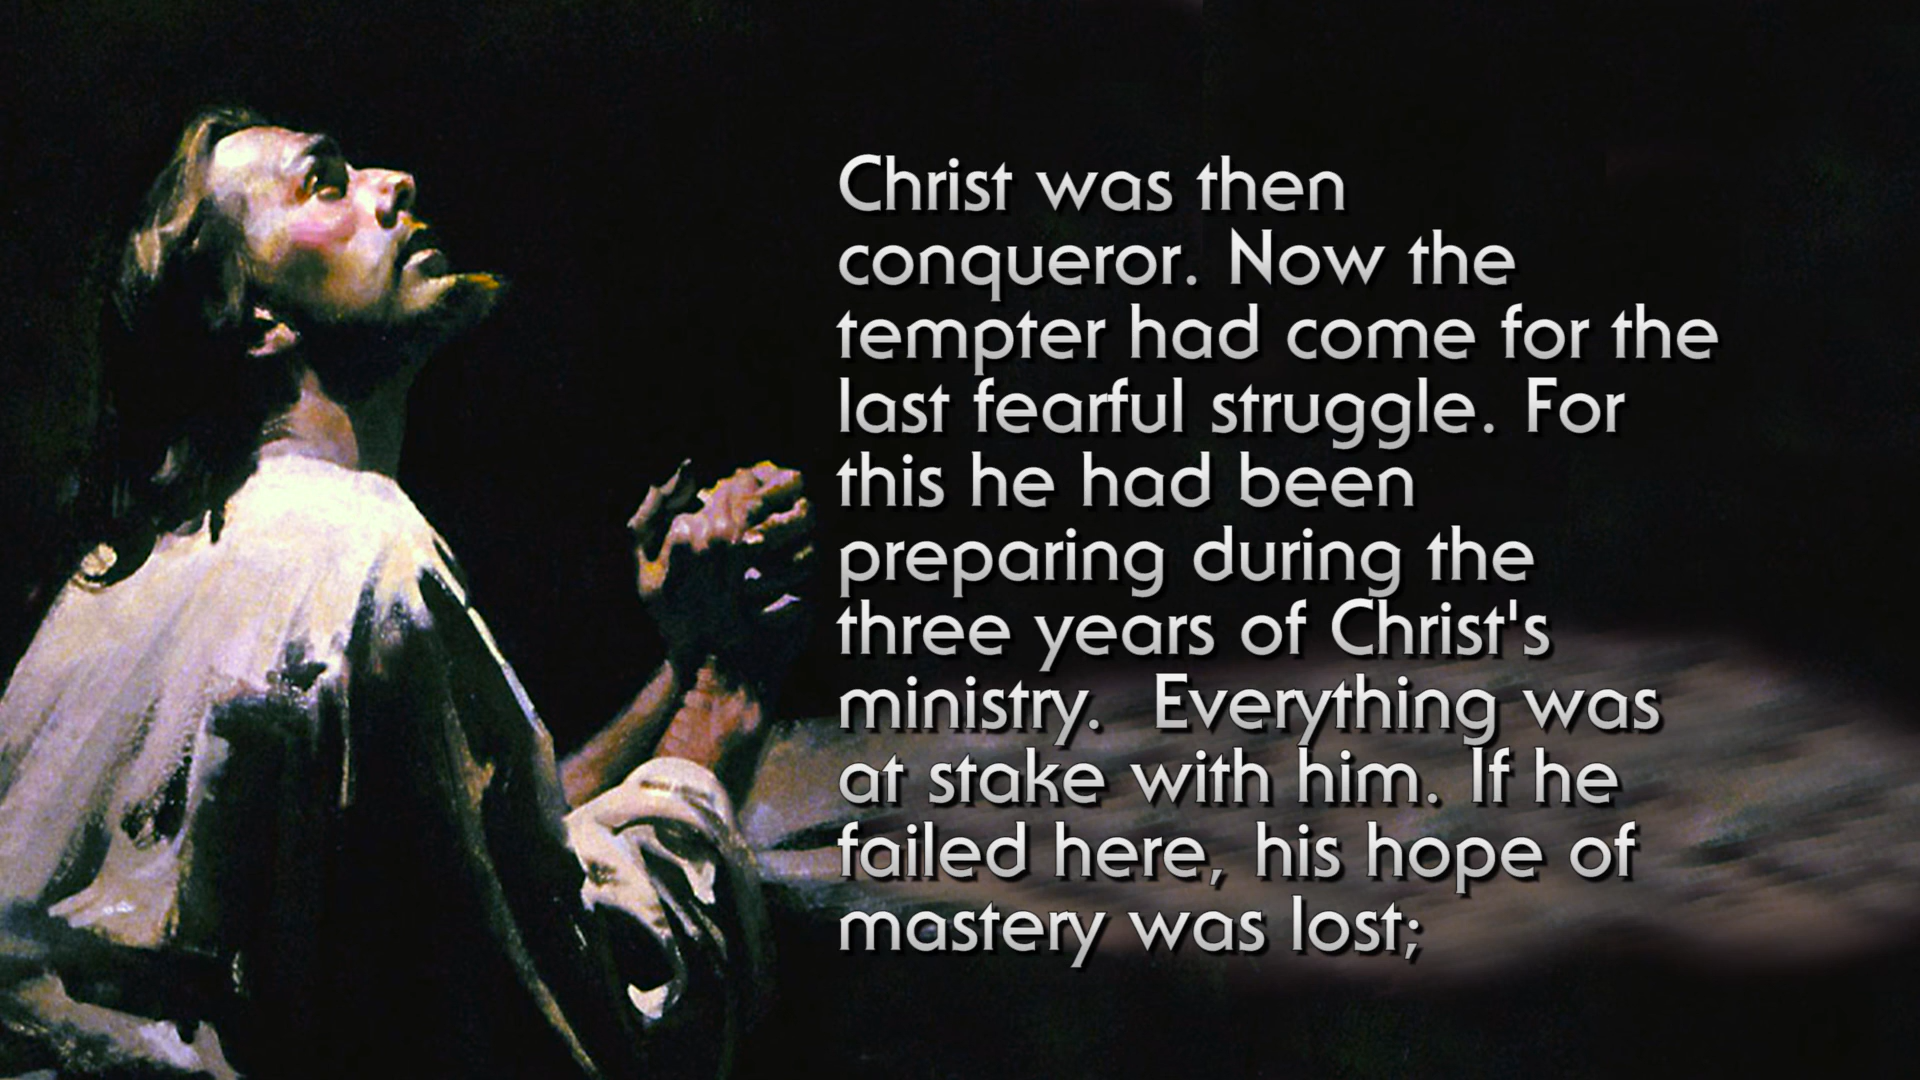 Christ was then
conqueror. Now the
tempter had come for the
last fearful struggle. For
this he had been
preparing during the
three years of Christ's
ministry.  Everything was
at stake with him. If he
failed here, his hope of
mastery was lost;